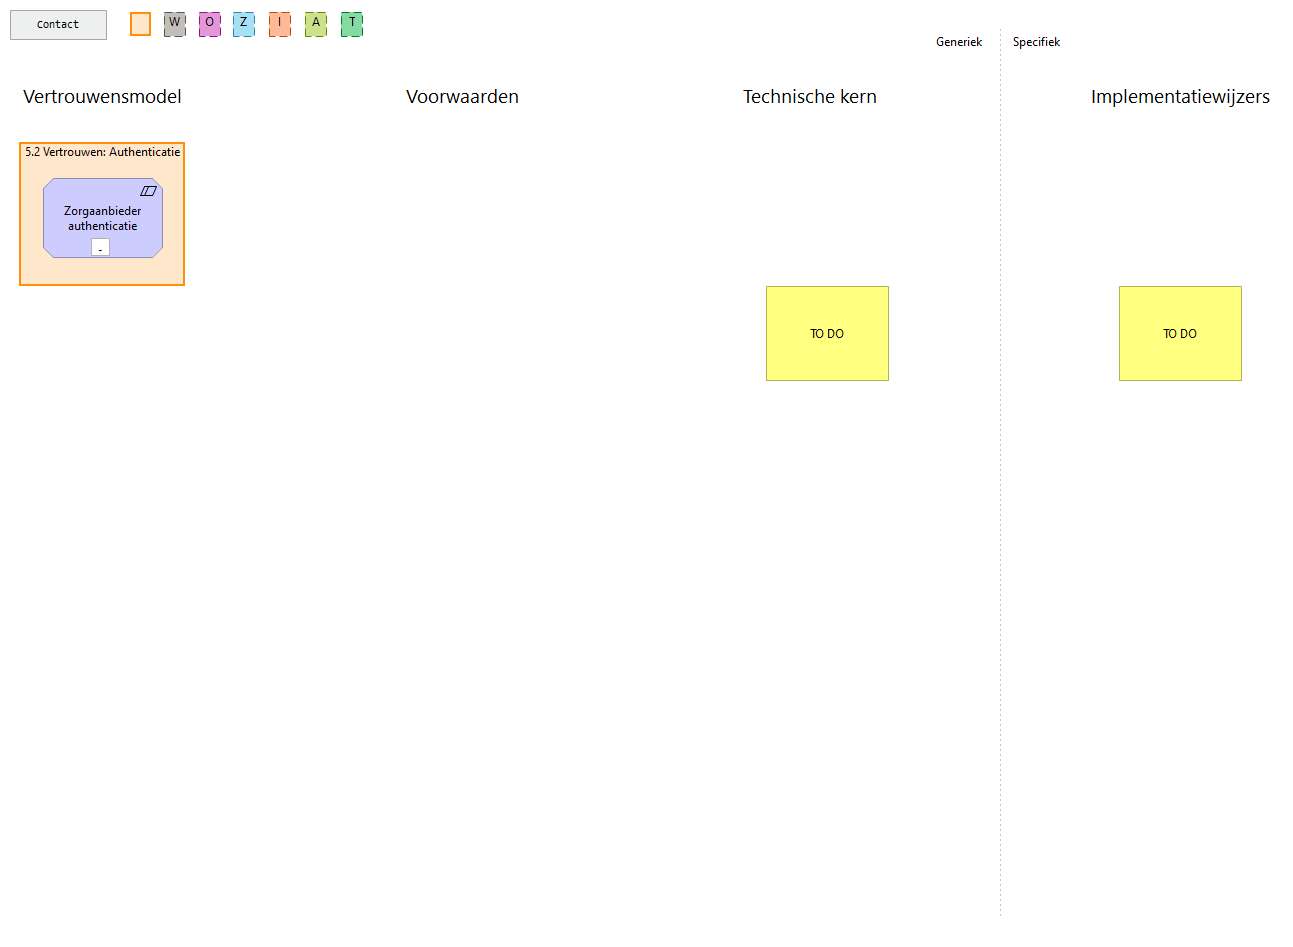 Contact
W O Z I A T
Generiek
Specifiek
Vertrouwensmodel
Voorwaarden
Technische kern
Implementatiewijzers
5.2 Vertrouwen: Authenticatie
Zorgaanbieder
authenticatie
-
TO DO
TO DO